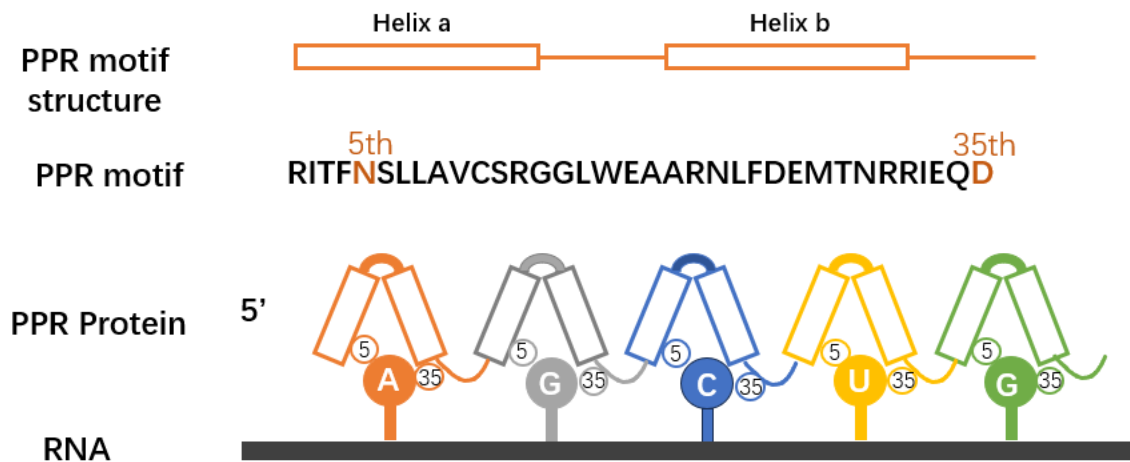 Helix a
Helix b
PPR motif
structure
5th
35th
PPR motif
RITFNSLLAVCSRGGLWEAARNLFDEMTNRRIEQD
PPR Protein
5’
5
A
35
5
G
35
5
C
35
5
U
35
5
G
35
RNA